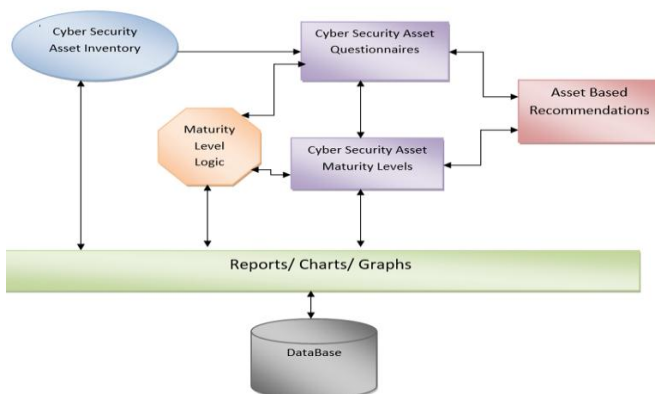 Cyber Security
Asset Inventory
Cyber Security Asset
Questionnaires
Asset Based
Recommendations
Maturity
Level
Logic
Cyber Security Asset
Maturity Levels
Reports/ Charts/ Graphs
DataBase